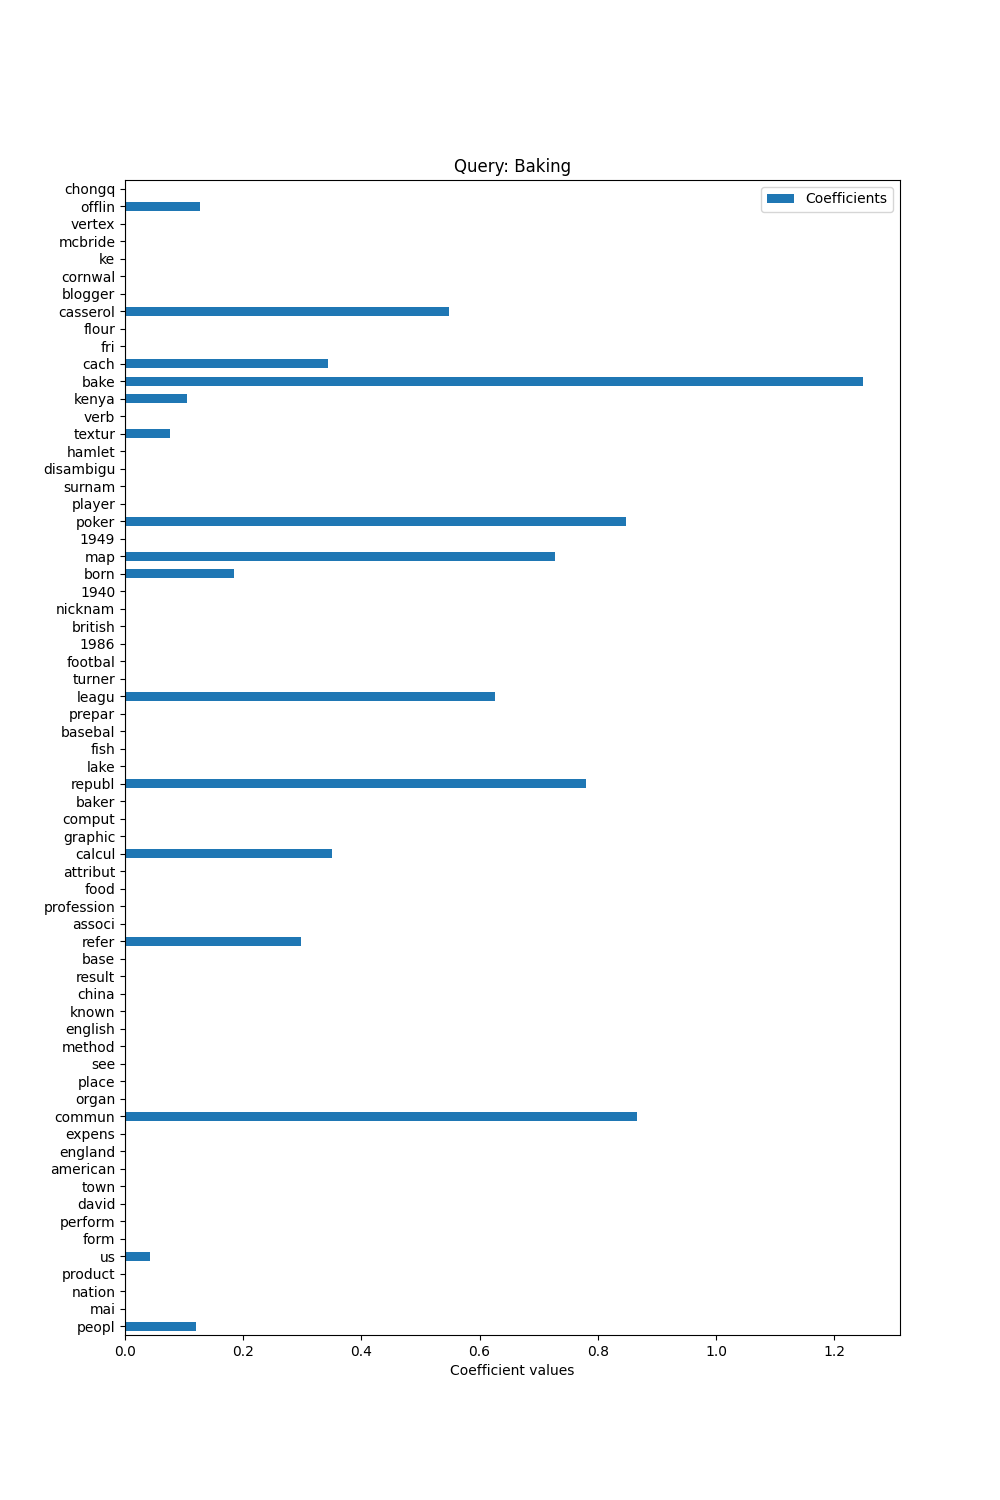 Query: Baking
Coefficients
chongq
offlin
vertex
mcbride
ke
cornwal
blogger
casserol
flour
fri
cach
bake
kenya
verb
textur
hamlet
disambigu
surnam
player
poker
1949
map
born
1940
nicknam
british
1986
footbal
turner
leagu
prepar
basebal
fish
lake
republ
baker
comput
graphic
calcul
attribut
food
profession
associ
refer
base
result
china
known
english
method
see
place
organ
commun
expens
england
american
town
david
perform
form
us
product
nation
mai
peopl
0.0 0.2 0.4 0.6 0.8 1.0 1.2
Coefficient values